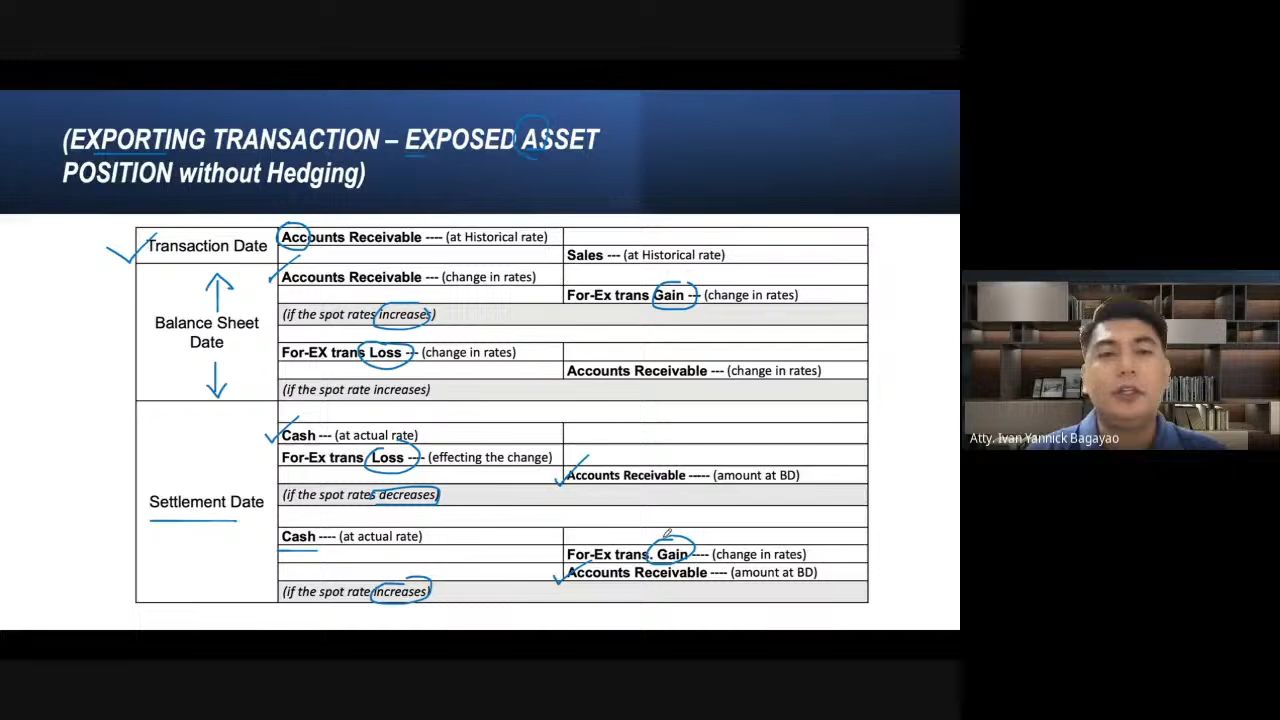 (EXPORTING TRANSACTION – EXPOSED ASSET
POSITION without Hedging)
Transaction Date
Accounts Receivable ---- (at Historical rate)
Sales --- (at Historical rate)
Balance Sheet
Date
Accounts Receivable --- (change in rates)
For-Ex trans Gain --- (change in rates)
(if the spot rates increases)
For-EX trans Loss --- (change in rates)
Accounts Receivable --- (change in rates)
(if the spot rate increases)
Settlement Date
Cash --- (at actual rate)
For-Ex trans. Loss ---- (effecting the change)
Accounts Receivable ----- (amount at BD)
(if the spot rates decreases)
Cash ---- (at actual rate)
For-Ex trans. Gain ---- (change in rates)
Accounts Receivable ---- (amount at BD)
(if the spot rate increases)
Atty. Ivan Yannick Bagayao